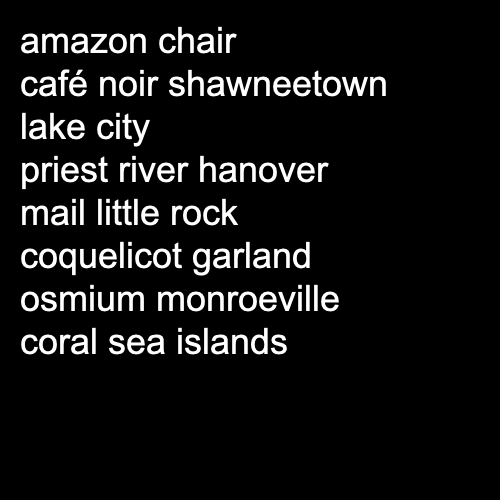 amazon chair
café noir shawneetown
lake city
priest river hanover
mail little rock
coquelicot garland
osmium monroeville
coral sea islands